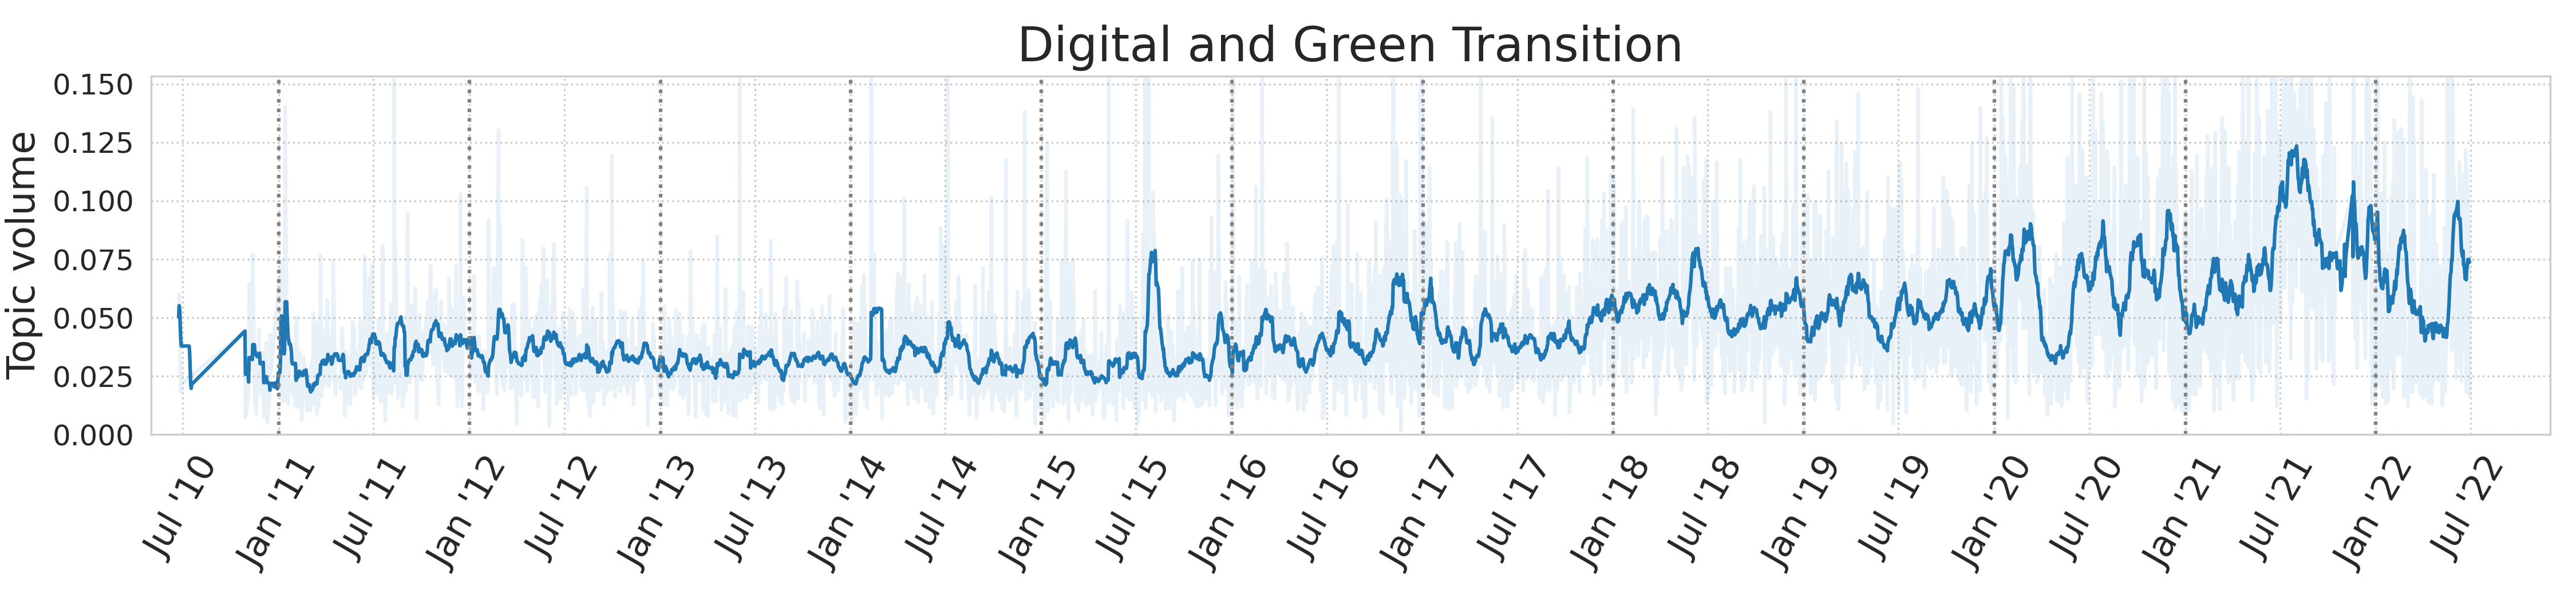 Digital and Green Transition
Topic volume
0.150
0.125
0.100
0.075
0.050
0.025
0.000
Jul '10
Jan '11
Jul '11
Jan '12
Jul '12
Jan '13
Jul '13
Jan '14
Jul '14
Jan '15
Jul '15
Jan '16
Jul '16
Jan '17
Jul '17
Jan '18
Jul '18
Jan '19
Jul '19
Jan '20
Jul '20
Jan '21
Jul '21
Jan '22
Jul '22